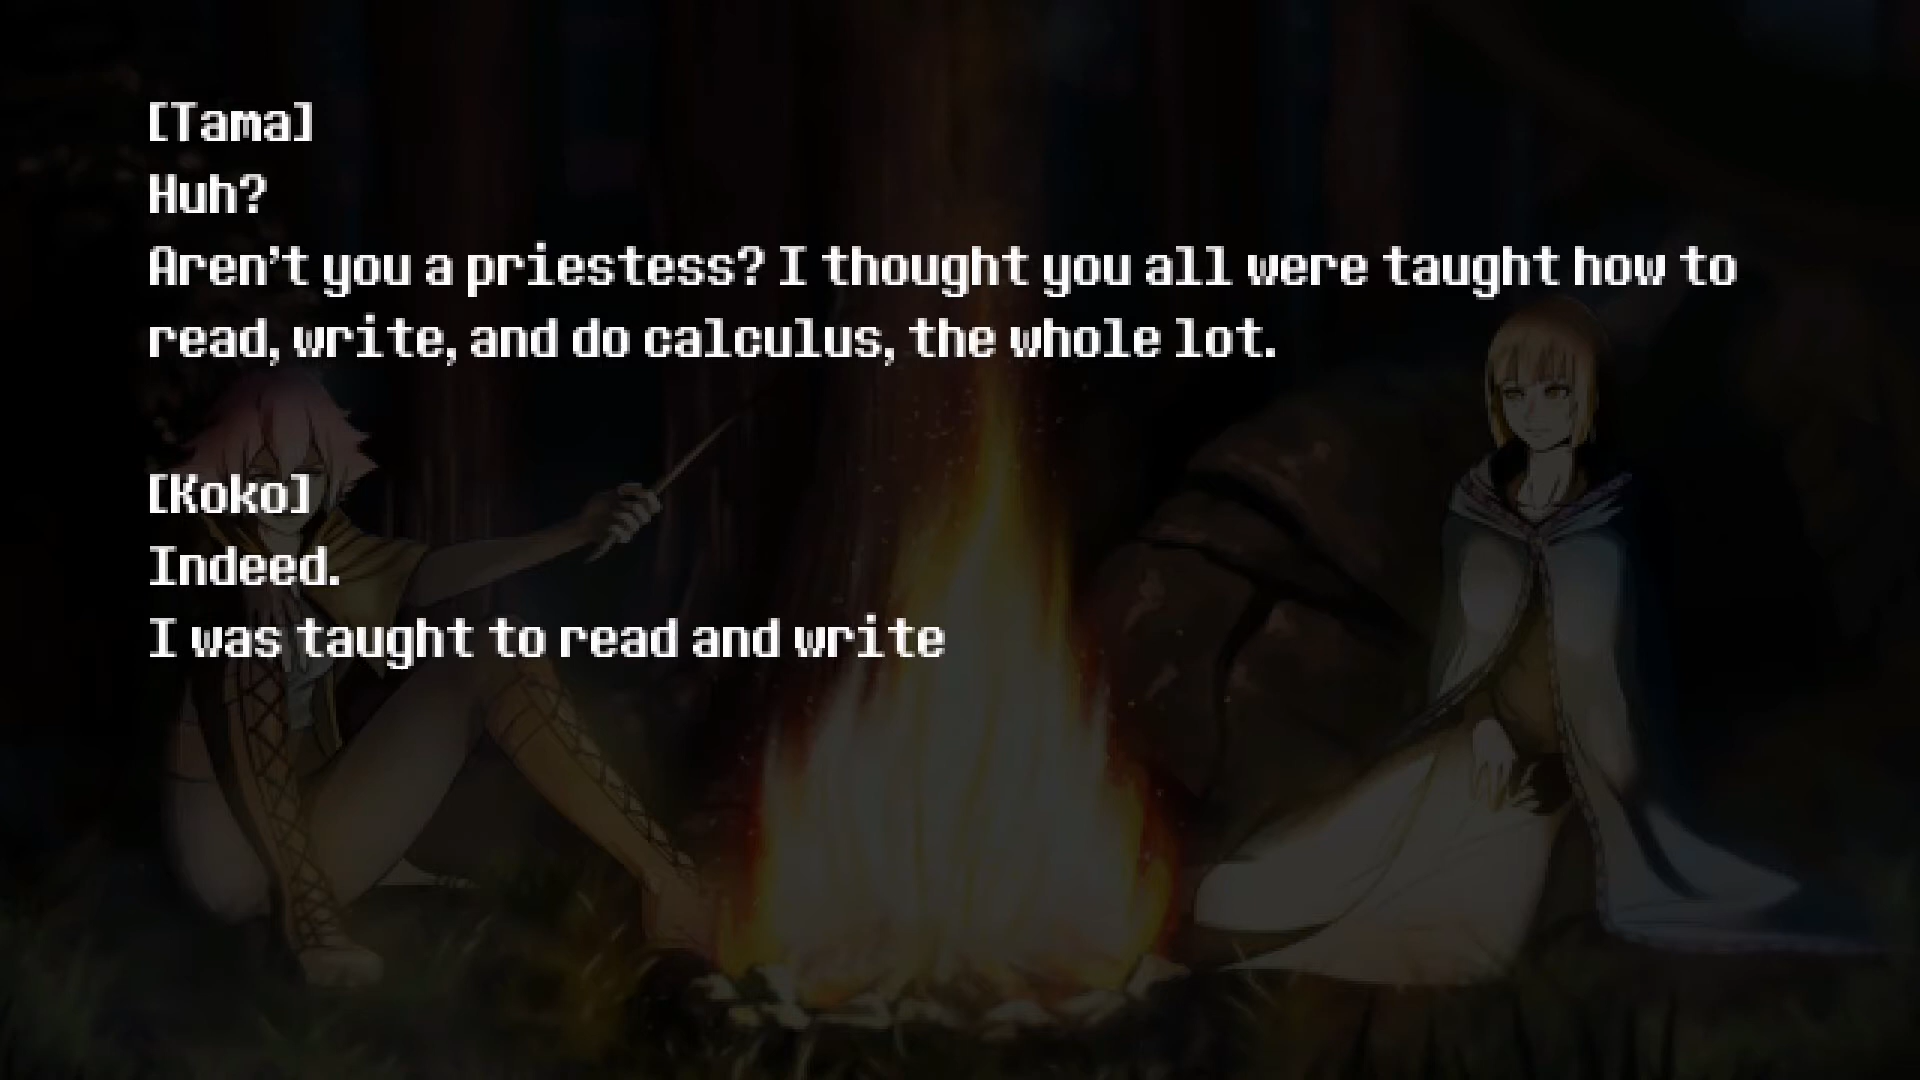 [Tama]
Huh?
Aren't you a priestess? I thought you all were taught how to
read, write, and do calculus, the whole lot.
[Koko]
Indeed.
I was taught to read and write